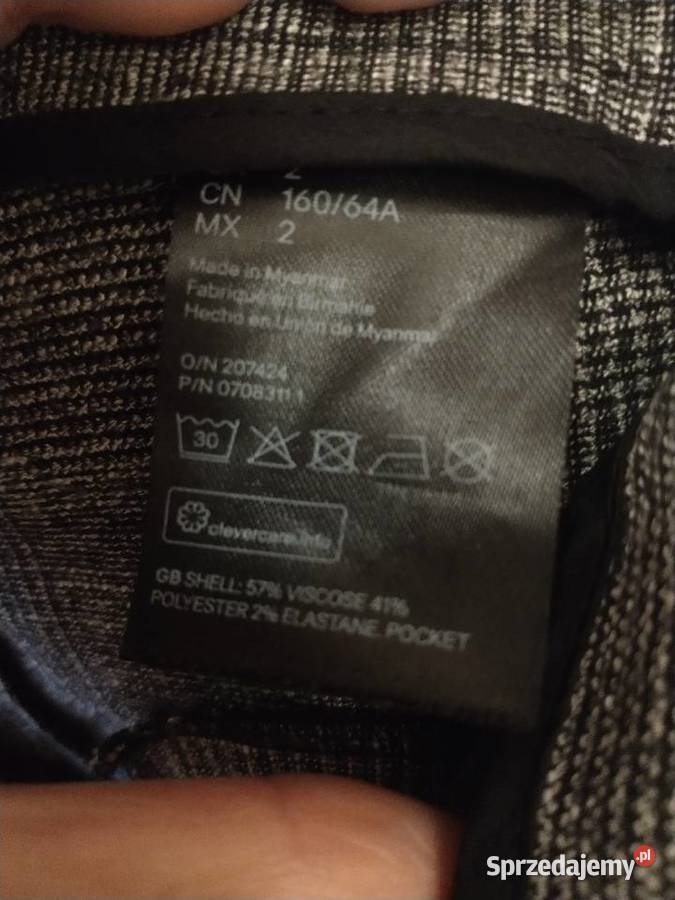 CN 160/64A
MX 2
Made in Myanmar
Fabriqué en Birmanie
Hecho en Unión de Myanmar
O/N 207424
P/N 0708311 1
30
clevercare.info
GB SHELL: 57% VISCOSE 41%
POLYESTER 2% ELASTANE. POCKET
Sprzedajemy.pl